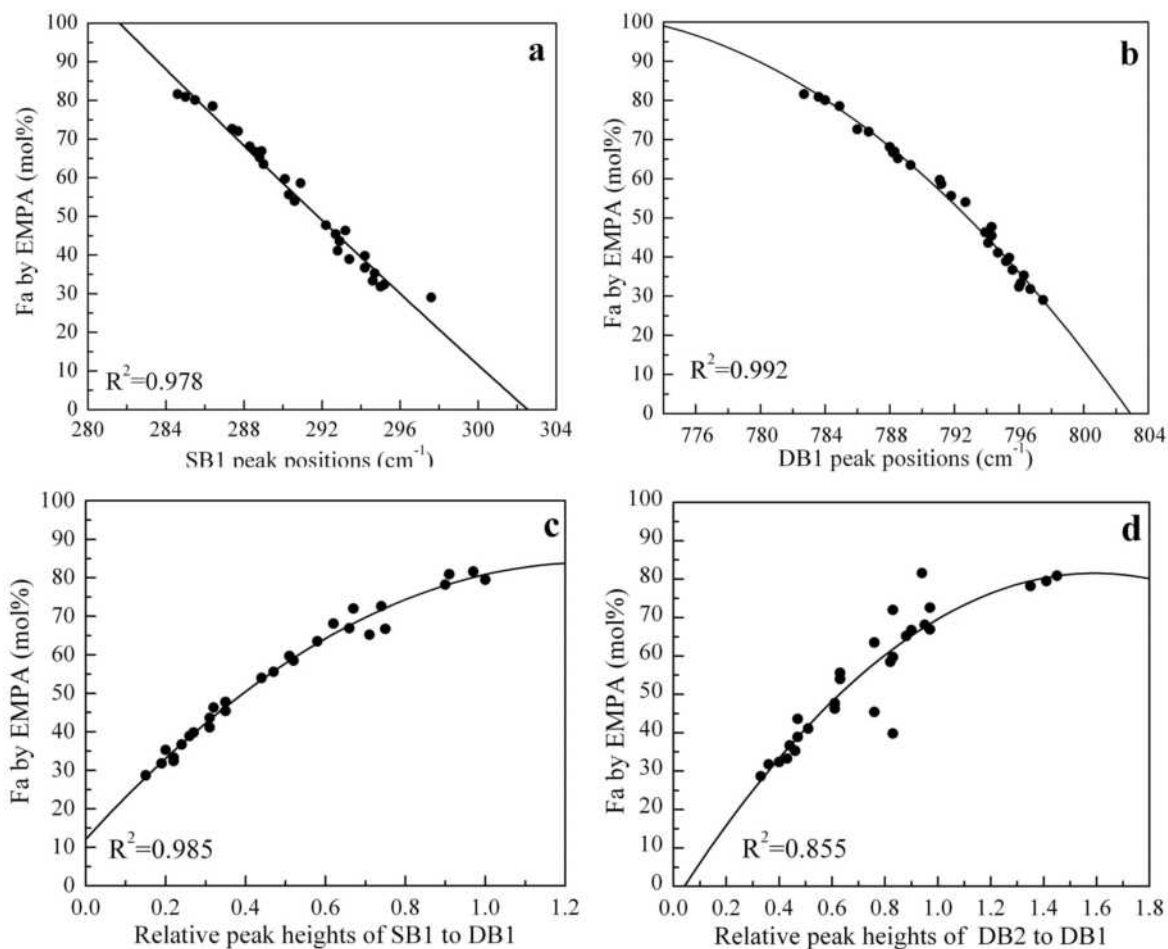 a
Fa by EMPA (mol%)
100
90
80
70
60
50
40
30
20
10
0
R²=0.978
280 284 288 292 296 300 304
SB1 peak positions (cm⁻¹)
b
Fa by EMPA (mol%)
100
90
80
70
60
50
40
30
20
10
0
R²=0.992
776 780 784 788 792 796 800 804
DB1 peak positions (cm⁻¹)
c
Fa by EMPA (mol%)
100
90
80
70
60
50
40
30
20
10
0
R²=0.985
0.0 0.2 0.4 0.6 0.8 1.0 1.2
Relative peak heights of SB1 to DB1
d
Fa by EMPA (mol%)
100
90
80
70
60
50
40
30
20
10
0
R²=0.855
0.0 0.2 0.4 0.6 0.8 1.0 1.2 1.4 1.6 1.8
Relative peak heights of DB2 to DB1